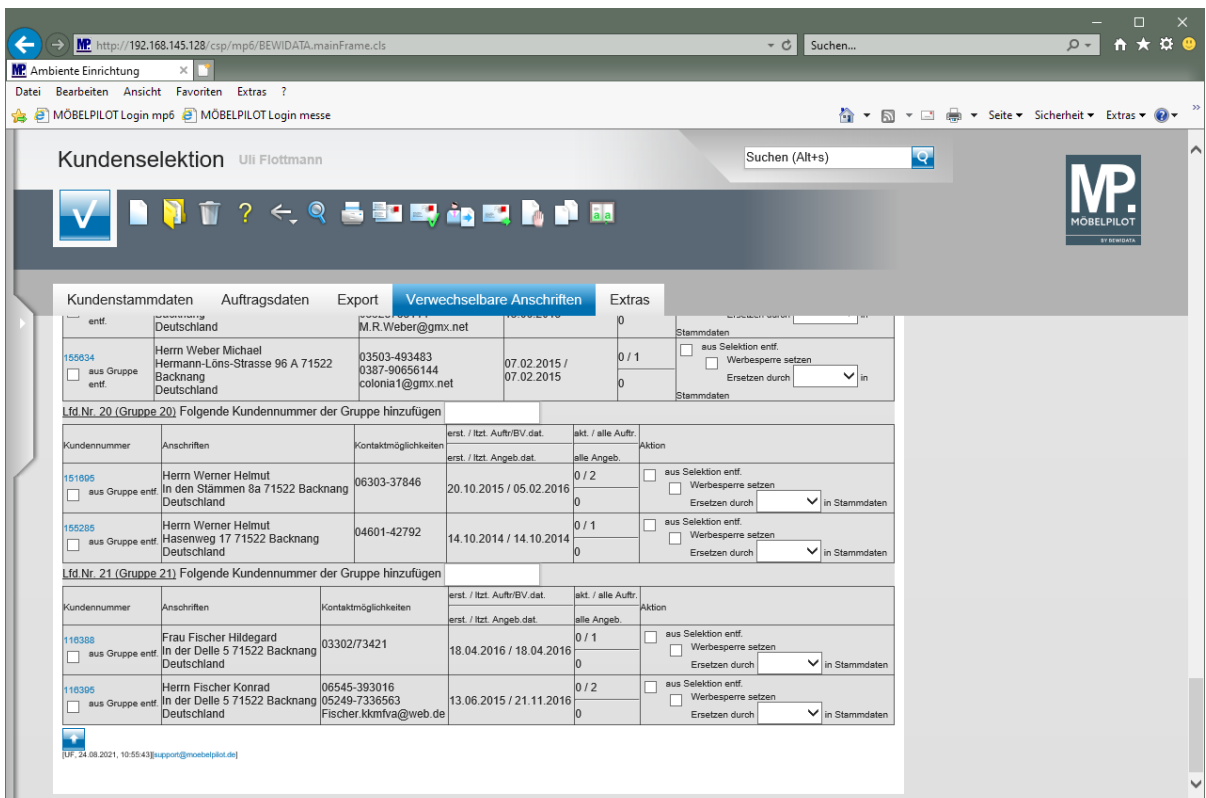 http://192.168.145.128/csp/mp6/BEWIDATA.mainFrame.cls
Suchen...
MP. Ambiente Einrichtung
Datei Bearbeiten Ansicht Favoriten Extras ?
MÖBELPILOT Login mp6 MÖBELPILOT Login messe
Seite Sicherheit Extras
Kundenselektion Uli Flottmann
Suchen (Alt+s)
MP.
MÖBELPILOT
BY BEWIDATA
Kundenstammdaten Auftragsdaten Export Verwechselbare Anschriften Extras
entf.
Deutschland
M.R.Weber@gmx.net
0
Ersetzen durch in
Stammdaten
155634
aus Gruppe
entf.
Herrn Weber Michael
Hermann-Löns-Strasse 96 A 71522
Backnang
Deutschland
03503-493483
0387-90656144
colonia1@gmx.net
07.02.2015 /
07.02.2015
0 / 1
0
aus Selektion entf.
Werbesperre setzen
Ersetzen durch in
Stammdaten
Lfd.Nr. 20 (Gruppe 20) Folgende Kundennummer der Gruppe hinzufügen
Kundennummer
Anschriften
Kontaktmöglichkeiten
erst. / ltzt. Auftr/BV.dat.
erst. / ltzt. Angeb.dat.
akt. / alle Auftr.
alle Angeb.
Aktion
151695
aus Gruppe entf.
Herrn Werner Helmut
In den Stämmen 8a 71522 Backnang
Deutschland
06303-37846
20.10.2015 / 05.02.2016
0 / 2
0
aus Selektion entf.
Werbesperre setzen
Ersetzen durch in Stammdaten
155285
aus Gruppe entf.
Herrn Werner Helmut
Hasenweg 17 71522 Backnang
Deutschland
04601-42792
14.10.2014 / 14.10.2014
0 / 1
0
aus Selektion entf.
Werbesperre setzen
Ersetzen durch in Stammdaten
Lfd.Nr. 21 (Gruppe 21) Folgende Kundennummer der Gruppe hinzufügen
Kundennummer
Anschriften
Kontaktmöglichkeiten
erst. / ltzt. Auftr/BV.dat.
erst. / ltzt. Angeb.dat.
akt. / alle Auftr.
alle Angeb.
Aktion
116388
aus Gruppe entf.
Frau Fischer Hildegard
In der Delle 5 71522 Backnang
Deutschland
03302/73421
18.04.2016 / 18.04.2016
0 / 1
0
aus Selektion entf.
Werbesperre setzen
Ersetzen durch in Stammdaten
116395
aus Gruppe entf.
Herrn Fischer Konrad
In der Delle 5 71522 Backnang
Deutschland
06545-393016
05249-7336563
Fischer.kkmfva@web.de
13.06.2015 / 21.11.2016
0 / 2
0
aus Selektion entf.
Werbesperre setzen
Ersetzen durch in Stammdaten
[UF, 24.08.2021, 10:55:43][support@moebelpilot.de]